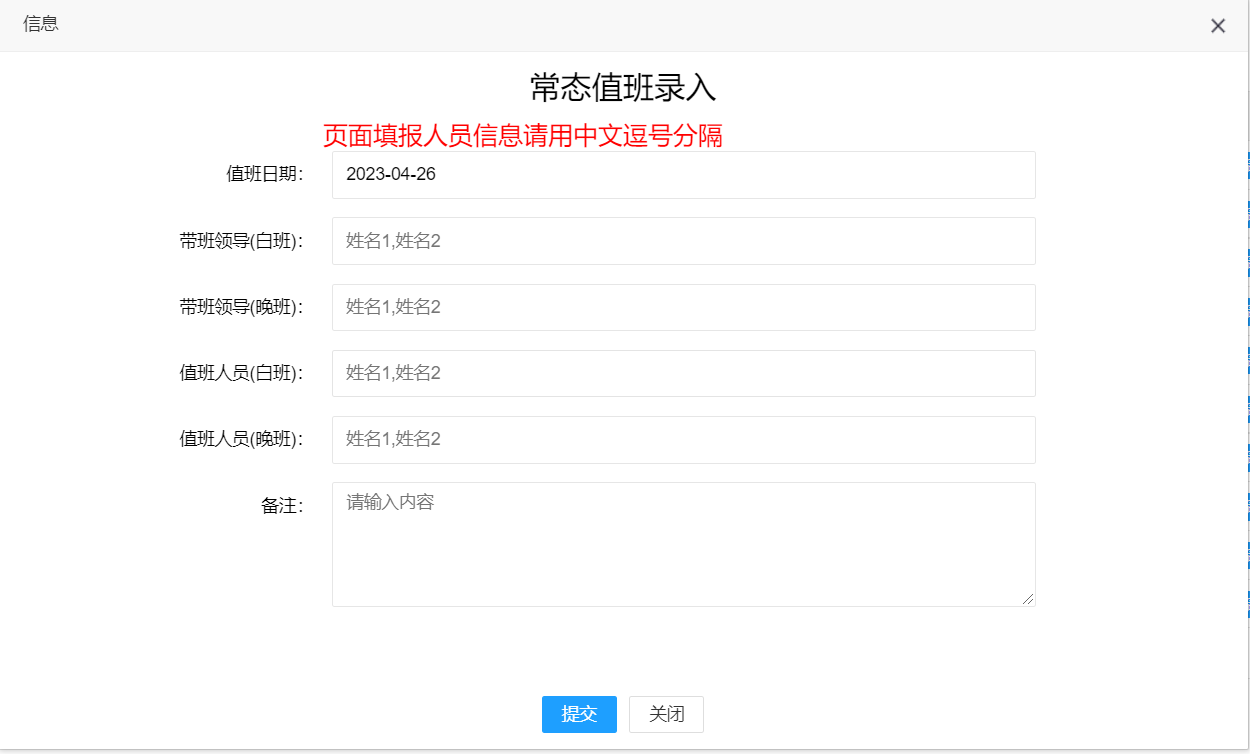 信息
常态值班录入
页面填报人员信息请用中文逗号分隔
值班日期: 2023-04-26
带班领导(白班): 姓名1,姓名2
带班领导(晚班): 姓名1,姓名2
值班人员(白班): 姓名1,姓名2
值班人员(晚班): 姓名1,姓名2
备注: 请输入内容
提交 关闭